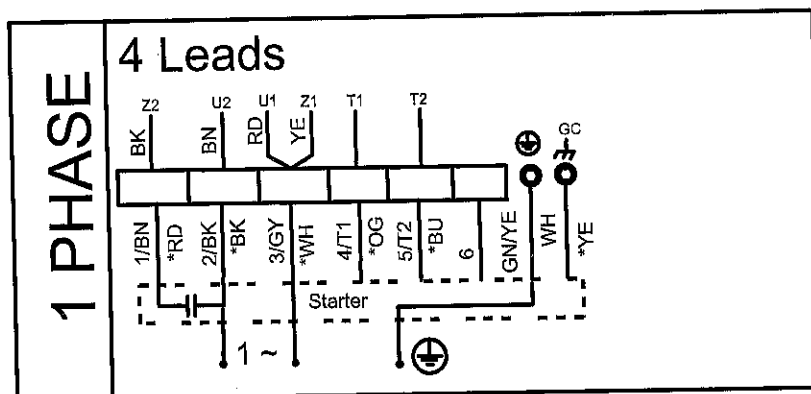 1 PHASE
4 Leads
Z2 U2 U1 Z1 T1 T2
BK BN RD YE
GC
1/BN *RD 2/BK *BK 3/GY *WH 4/T1 *OG 5/T2 *BU 6 GN/YE WH *YE
Starter
1 ~